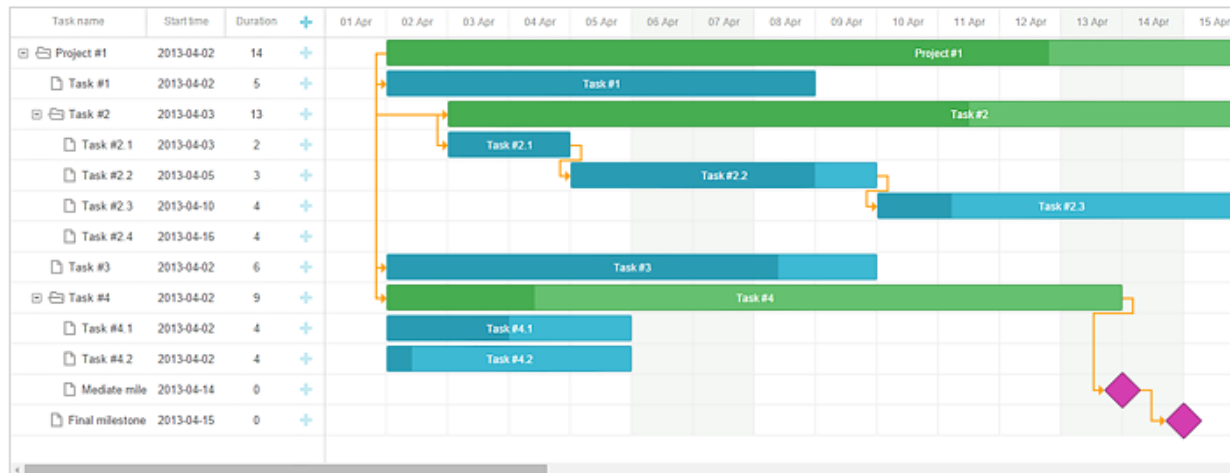 Task name Start time Duration 01 Apr 02 Apr 03 Apr 04 Apr 05 Apr 06 Apr 07 Apr 08 Apr 09 Apr 10 Apr 11 Apr 12 Apr 13 Apr 14 Apr 15 Apr
Project #1 2013-04-02 14 Project #1
Task #1 2013-04-02 5 Task #1
Task #2 2013-04-03 13 Task #2
Task #2.1 2013-04-03 2 Task #2.1
Task #2.2 2013-04-05 3 Task #2.2
Task #2.3 2013-04-10 4 Task #2.3
Task #2.4 2013-04-16 4
Task #3 2013-04-02 6 Task #3
Task #4 2013-04-02 9 Task #4
Task #4.1 2013-04-02 4 Task #4.1
Task #4.2 2013-04-02 4 Task #4.2
Mediate mile 2013-04-14 0
Final milestone 2013-04-15 0